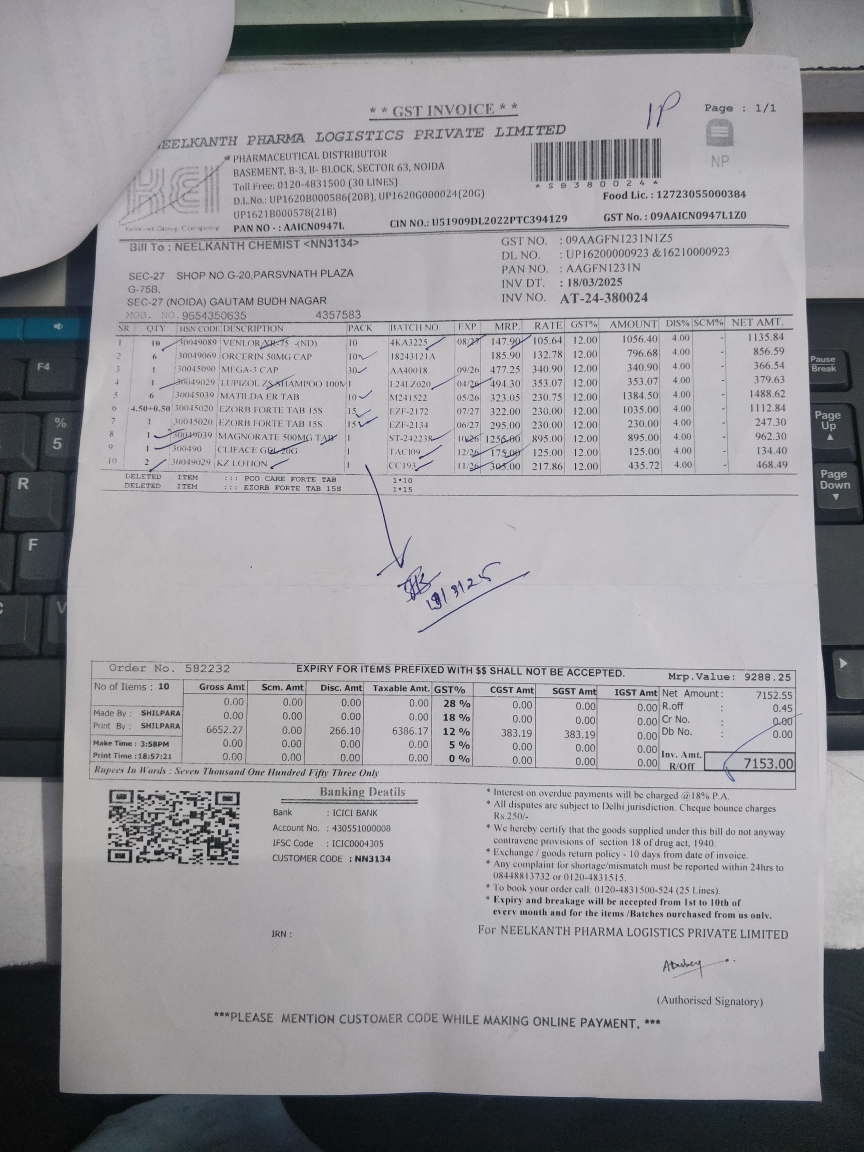 * * GST INVOICE * *
IP
Page : 1/1
NEELKANTH PHARMA LOGISTICS PRIVATE LIMITED
PHARMACEUTICAL DISTRIBUTOR
BASEMENT, B-3, B- BLOCK, SECTOR 63, NOIDA
Toll Free: 0120-4831500 (30 LINES)
D.L.No.: UP1620B000586(20B), UP1620G000024(20G)
UP1621B000578(21B)
PAN NO - : AAICN0947L
CIN NO.: U51909DL2022PTC394129
*SB380024*
NP
Food Lic. : 12723055000384
GST No. : 09AAICN0947L1Z0
KEI
Bill To : NEELKANTH CHEMIST <NN3134>
SEC-27 SHOP NO.G-20,PARSVNATH PLAZA
G-75B,
SEC-27 (NOIDA) GAUTAM BUDH NAGAR
MOB. NO.9654350635 4357583
GST NO. : 09AAGFN1231N1Z5
DL NO. : UP1620000923 &16210000923
PAN NO. : AAGFN1231N
INV DT. : 18/03/2025
INV NO. AT-24-380024
SR QTY HSN CODE DESCRIPTION PACK BATCH NO. EXP. MRP. RATE GST% AMOUNT DIS% SCM% NET AMT.
1 10 30049089 VENLOR XR 75 -(ND) 10 4KA3225 08/27 147.90 105.64 12.00 1056.40 4.00 - 1135.84
2 6 30049069 ORCERIN 50MG CAP 10 18243121A 185.90 132.78 12.00 796.68 4.00 - 856.59
3 1 30045090 MEGA-3 CAP 30 AA40018 09/26 477.25 340.90 12.00 340.90 4.00 - 366.54
4 1 30049029 LUPIZOL ZS SHAMPOO 100M 1 L24LZ020 04/26 494.30 353.07 12.00 353.07 4.00 - 379.63
5 6 30045039 MATILDA ER TAB 10 M241522 05/26 323.05 230.75 12.00 1384.50 4.00 - 1488.62
6 4.50+0.50 30045020 EZORB FORTE TAB 15S 15 EZF-2172 07/27 322.00 230.00 12.00 1035.00 4.00 - 1112.84
7 1 30045020 EZORB FORTE TAB 15S 15 EZF-2134 06/27 295.00 230.00 12.00 230.00 4.00 - 247.30
8 1 30049039 MAGNORATE 500MG TAB 1 ST-24223R 10/26 1256.00 895.00 12.00 895.00 4.00 - 962.30
9 1 300490 CLIFACE GEL 20G 1 TACI09 12/26 175.00 125.00 12.00 125.00 4.00 - 134.40
10 2 30049029 KZ LOTION 1 CC193 11/26 305.00 217.86 12.00 435.72 4.00 - 468.49
DELETED ITEM ::: PCO CARE FORTE TAB 1*10
DELETED ITEM ::: EZORB FORTE TAB 15S 1*15
18/3/25
Order No. 582232 EXPIRY FOR ITEMS PREFIXED WITH $$ SHALL NOT BE ACCEPTED. Mrp.Value: 9288.25
No of Items : 10
Made By : SHILPARA
Print By : SHILPARA
Make Time : 3:58PM
Print Time :18:57:21
Gross Amt Scm. Amt Disc. Amt Taxable Amt. GST% CGST Amt SGST Amt IGST Amt
0.00 0.00 0.00 0.00 28 % 0.00 0.00 0.00
0.00 0.00 0.00 0.00 18 % 0.00 0.00 0.00
6652.27 0.00 266.10 6386.17 12 % 383.19 383.19 0.00
0.00 0.00 0.00 0.00 5 % 0.00 0.00 0.00
0.00 0.00 0.00 0.00 0 % 0.00 0.00 0.00
Net Amount : 7152.55
R.off : 0.45
Cr No. : 0.00
Db No. : 0.00
Inv. Amt. R/Off 7153.00
Rupees In Words : Seven Thousand One Hundred Fifty Three Only
Banking Deatils
Bank : ICICI BANK
Account No. : 430551000008
IFSC Code : ICIC0004305
CUSTOMER CODE : NN3134
IRN :
* Interest on overdue payments will be charged @18% P.A.
* All disputes are subject to Delhi jurisdiction. Cheque bounce charges
Rs.250/-
* We hereby certify that the goods supplied under this bill do not anyway
contravene provisions of section 18 of drug act, 1940.
* Exchange / goods return policy - 10 days from date of invoice.
* Any complaint for shortage/mismatch must be reported within 24hrs to
08448813732 or 0120-4831515.
* To book your order call: 0120-4831500-524 (25 Lines).
* Expiry and breakage will be accepted from 1st to 10th of
every month and for the items /Batches purchased from us only.
For NEELKANTH PHARMA LOGISTICS PRIVATE LIMITED
(Authorised Signatory)
***PLEASE MENTION CUSTOMER CODE WHILE MAKING ONLINE PAYMENT. ***
F4
%
5
R
F
C
V
Pause
Break
Page
Up
Page
Down